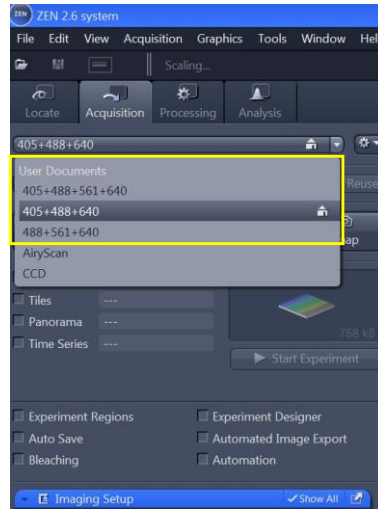 ZEN ZEN 2.6 system
File Edit View Acquisition Graphics Tools Window Hel
Scaling...
Locate Acquisition Processing Analysis
405+488+640
User Documents
405+488+561+640
Reuse
405+488+640
488+561+640
ap
AiryScan
CCD
Tiles ---
Panorama ---
768 kB
Time Series ---
Start Experiment
Experiment Regions Experiment Designer
Auto Save Automated Image Export
Bleaching Automation
Imaging Setup Show All